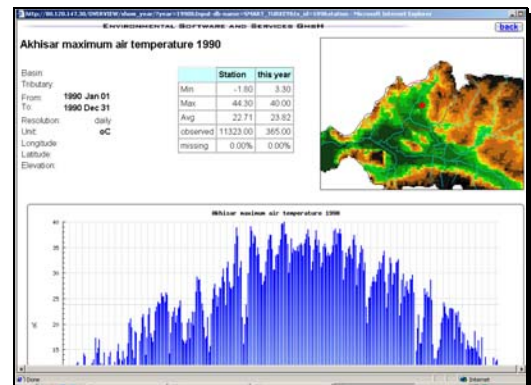 ENVIRONMENTAL SOFTWARE AND SERVICES GMBH
back
Akhisar maximum air temperature 1990
Basin:
Tributary:
From: 1990 Jan 01
To: 1990 Dec 31
Resolution: daily
Unit: oC
Longitude:
Latitude:
Elevation:
Station this year
Min -1.80 3.30
Max 44.30 40.00
Avg 22.71 23.82
observed 11323.00 365.00
missing 0.00% 0.00%
Akhisar maximum air temperature 1990
40
35
30
25
20
15
oC
Done
Internet